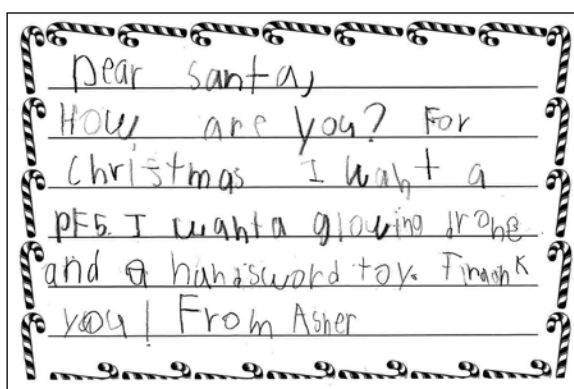 Dear Santa,
How are you? For
Christmas I want a
PF5. I want a glowing drone
and a handsword toy. Thank
you! From Asher